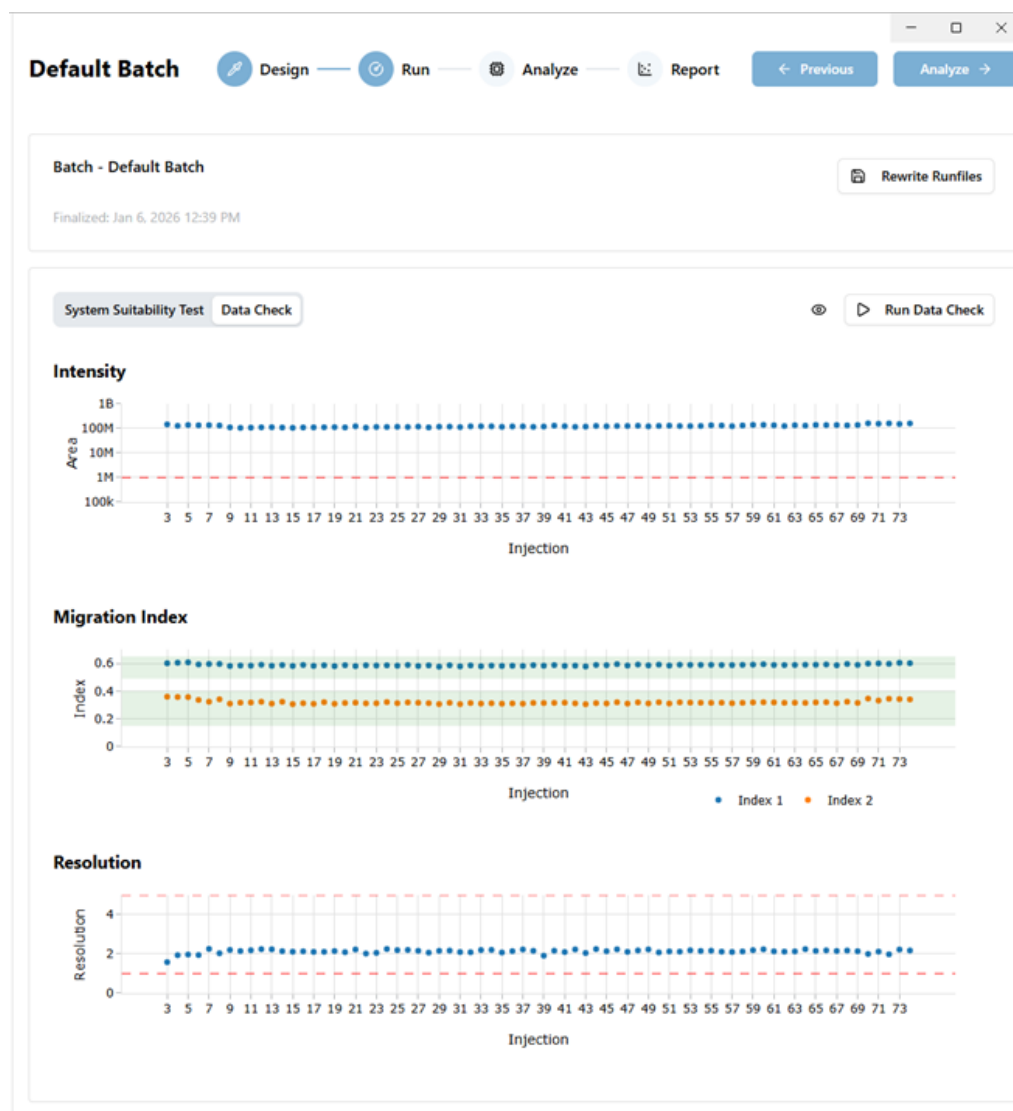 Default Batch Design Run Analyze Report ← Previous Analyze →
Batch - Default Batch
Rewrite Runfiles
Finalized: Jan 6, 2026 12:39 PM
System Suitability Test Data Check Run Data Check
Intensity
1B
100M
10M
1M
100k
Area
3 5 7 9 11 13 15 17 19 21 23 25 27 29 31 33 35 37 39 41 43 45 47 49 51 53 55 57 59 61 63 65 67 69 71 73
Injection
Migration Index
0.6
0.4
0.2
0
Index
3 5 7 9 11 13 15 17 19 21 23 25 27 29 31 33 35 37 39 41 43 45 47 49 51 53 55 57 59 61 63 65 67 69 71 73
Injection
Index 1 Index 2
Resolution
4
2
0
Resolution
3 5 7 9 11 13 15 17 19 21 23 25 27 29 31 33 35 37 39 41 43 45 47 49 51 53 55 57 59 61 63 65 67 69 71 73
Injection